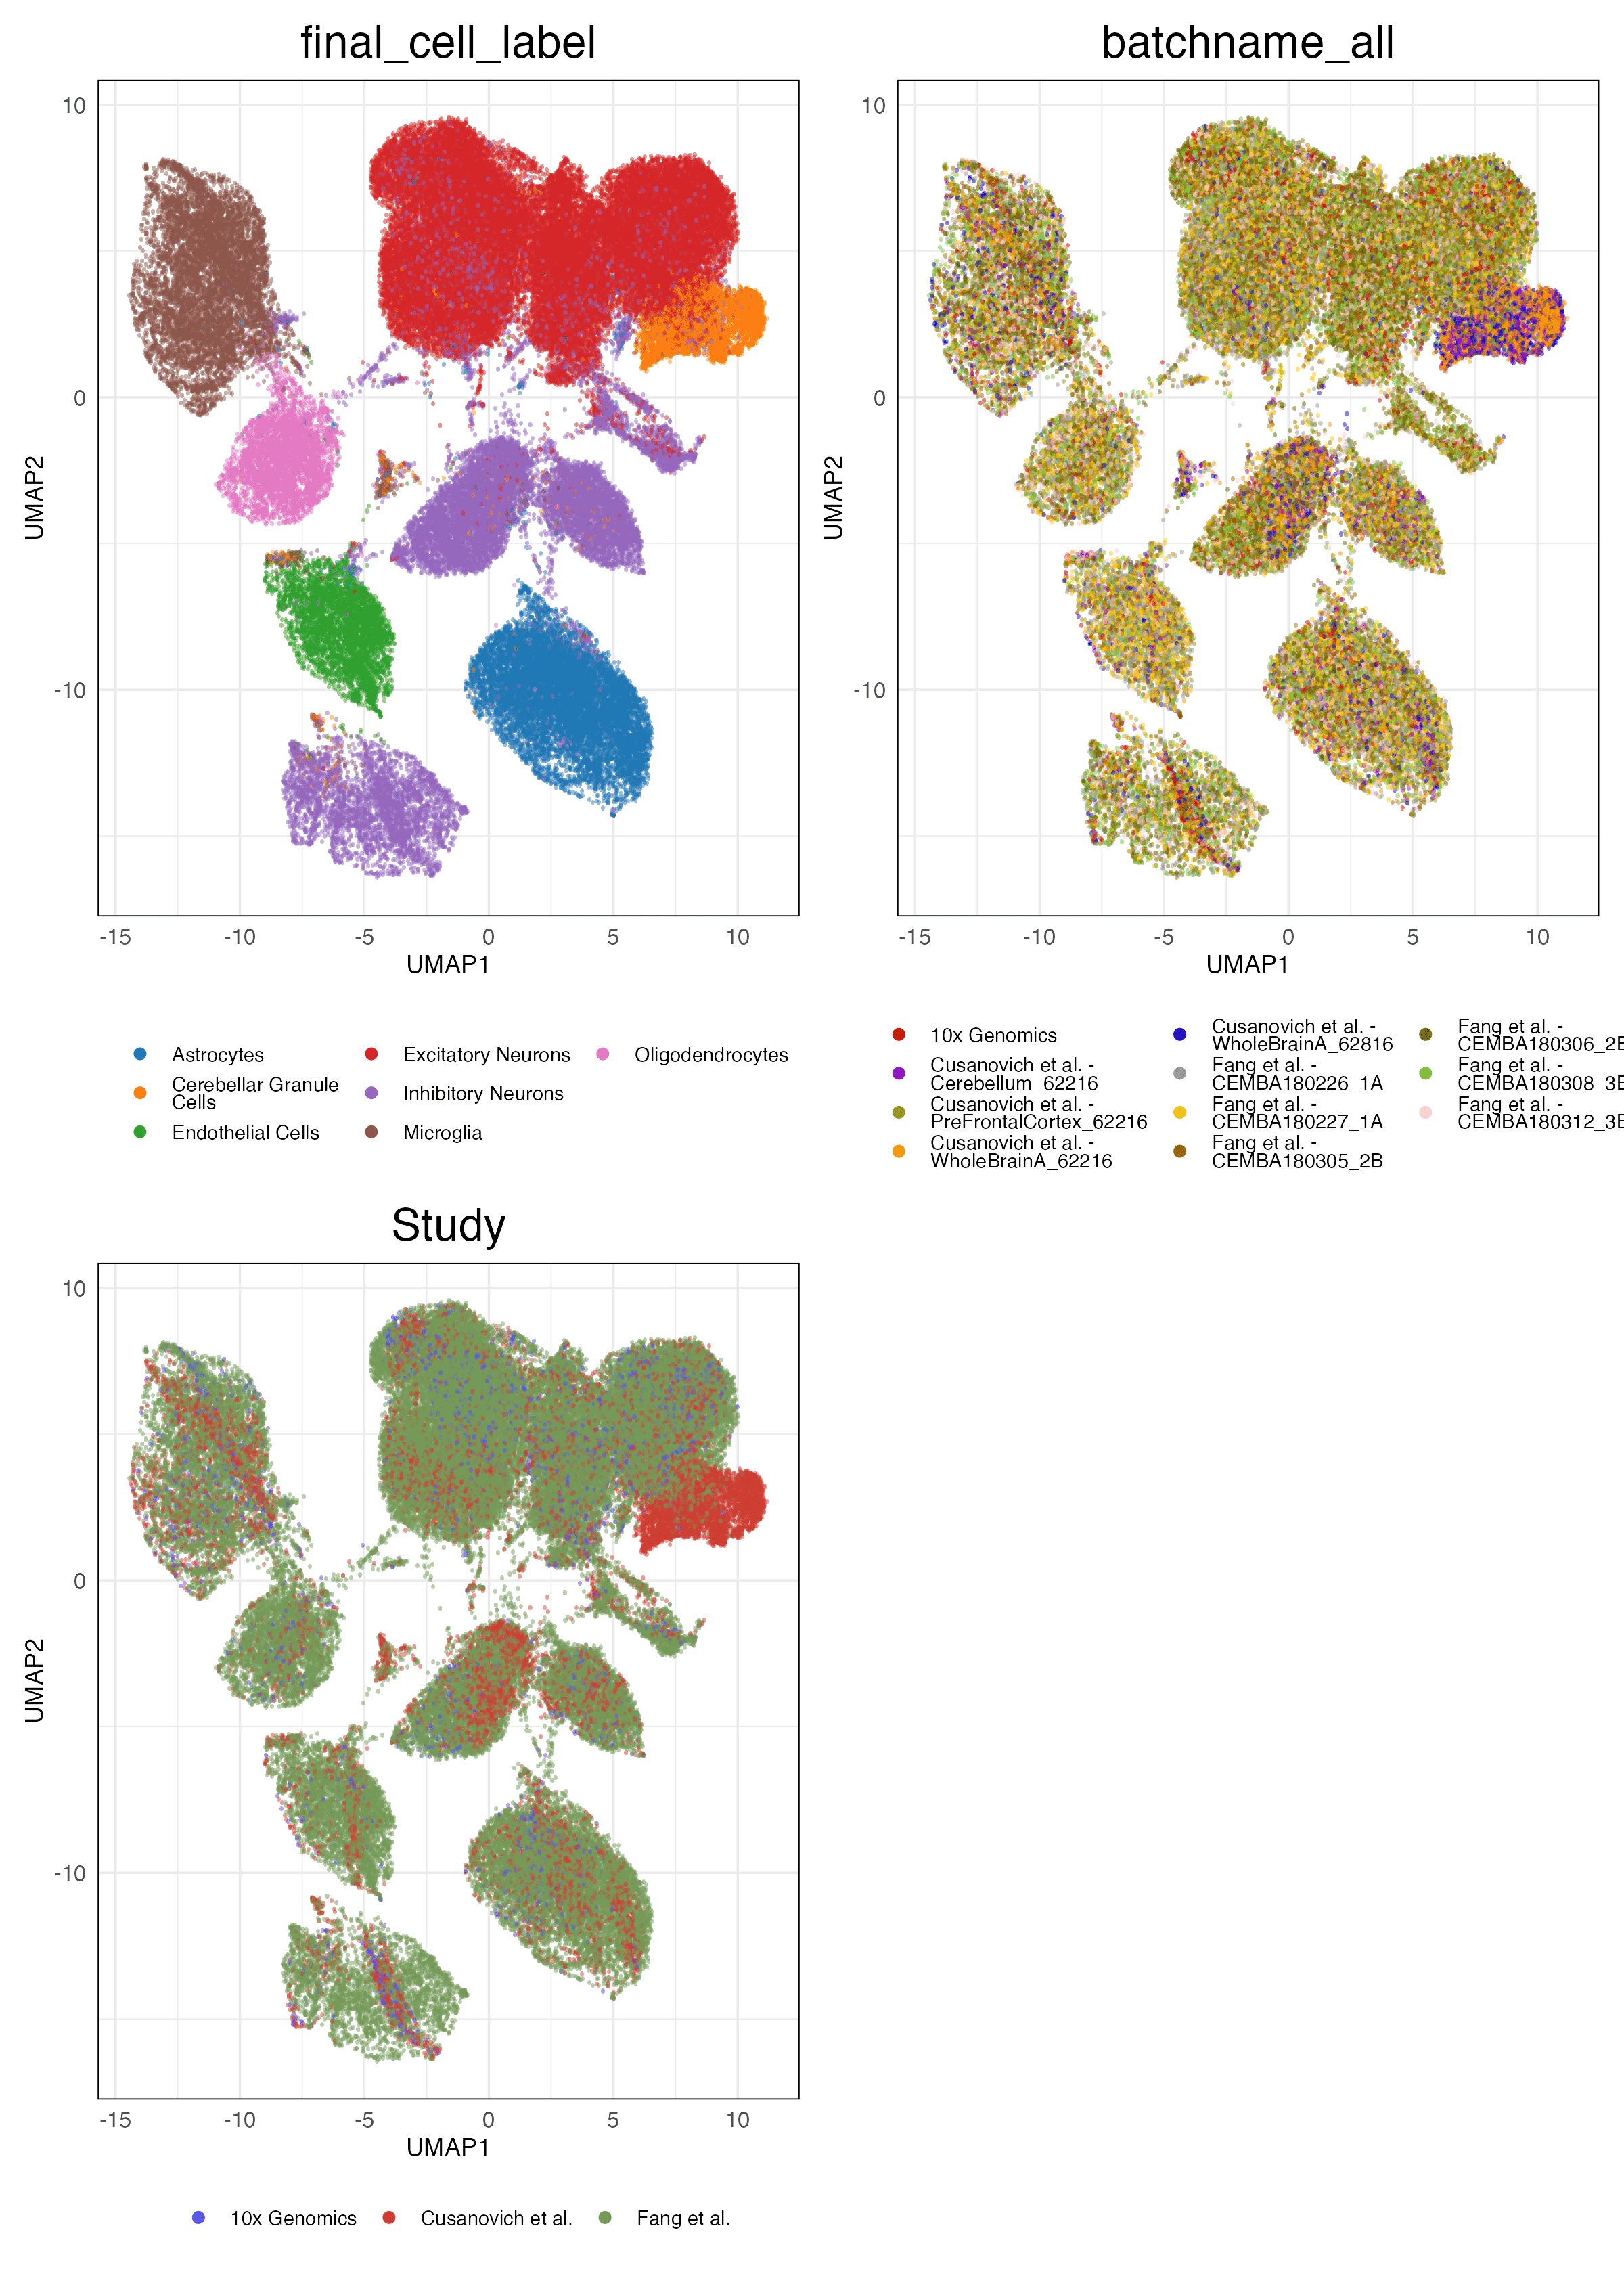 final_cell_label
batchname_all
10
0
-10
UMAP2
-15 -10 -5 0 5 10
UMAP1
10
0
-10
UMAP2
-15 -10 -5 0 5 10
UMAP1
Astrocytes
Cerebellar Granule
Cells
Endothelial Cells
Excitatory Neurons
Inhibitory Neurons
Microglia
Oligodendrocytes
10x Genomics
Cusanovich et al. -
Cerebellum_62216
Cusanovich et al. -
PreFrontalCortex_62216
Cusanovich et al. -
WholeBrainA_62216
Cusanovich et al. -
WholeBrainA_62816
Fang et al. -
CEMBA180226_1A
Fang et al. -
CEMBA180227_1A
Fang et al. -
CEMBA180305_2B
Fang et al. -
CEMBA180306_2B
Fang et al. -
CEMBA180308_3B
Fang et al. -
CEMBA180312_3B
Study
10
0
-10
UMAP2
-15 -10 -5 0 5 10
UMAP1
10x Genomics
Cusanovich et al.
Fang et al.